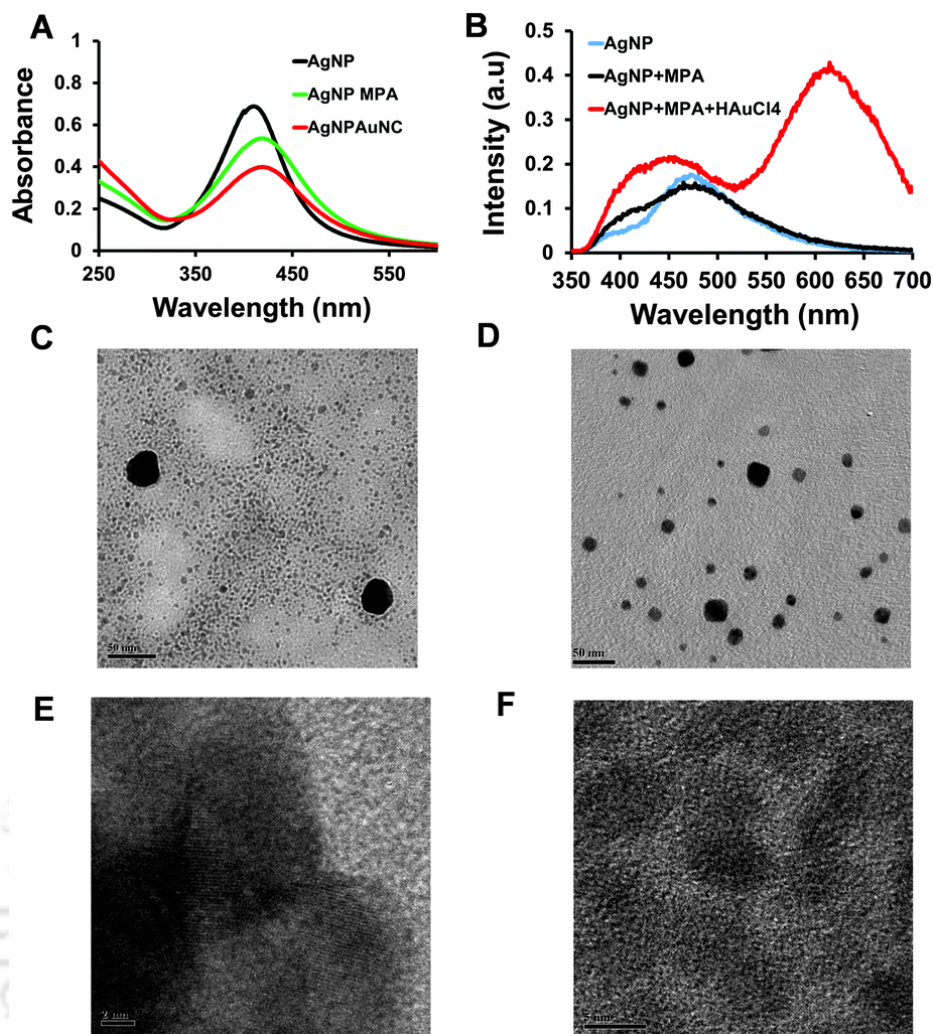 A
Absorbance
1
0.8
0.6
0.4
0.2
0
250 350 450 550
Wavelength (nm)
AgNP
AgNP MPA
AgNPAuNC
B
Intensity (a.u)
0.5
0.4
0.3
0.2
0.1
0
350 400 450 500 550 600 650 700
Wavelength (nm)
AgNP
AgNP+MPA
AgNP+MPA+HAuCl4
C
50 nm
D
50 nm
E
2 nm
F
nm